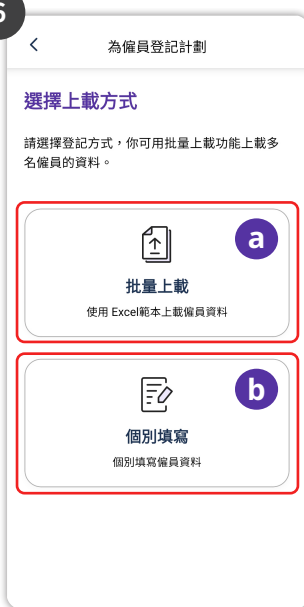 6
為僱員登記計劃
選擇上載方式
請選擇登記方式，你可用批量上載功能上載多
名僱員的資料。
a
批量上載
使用 Excel範本上載僱員資料
b
個別填寫
個別填寫僱員資料